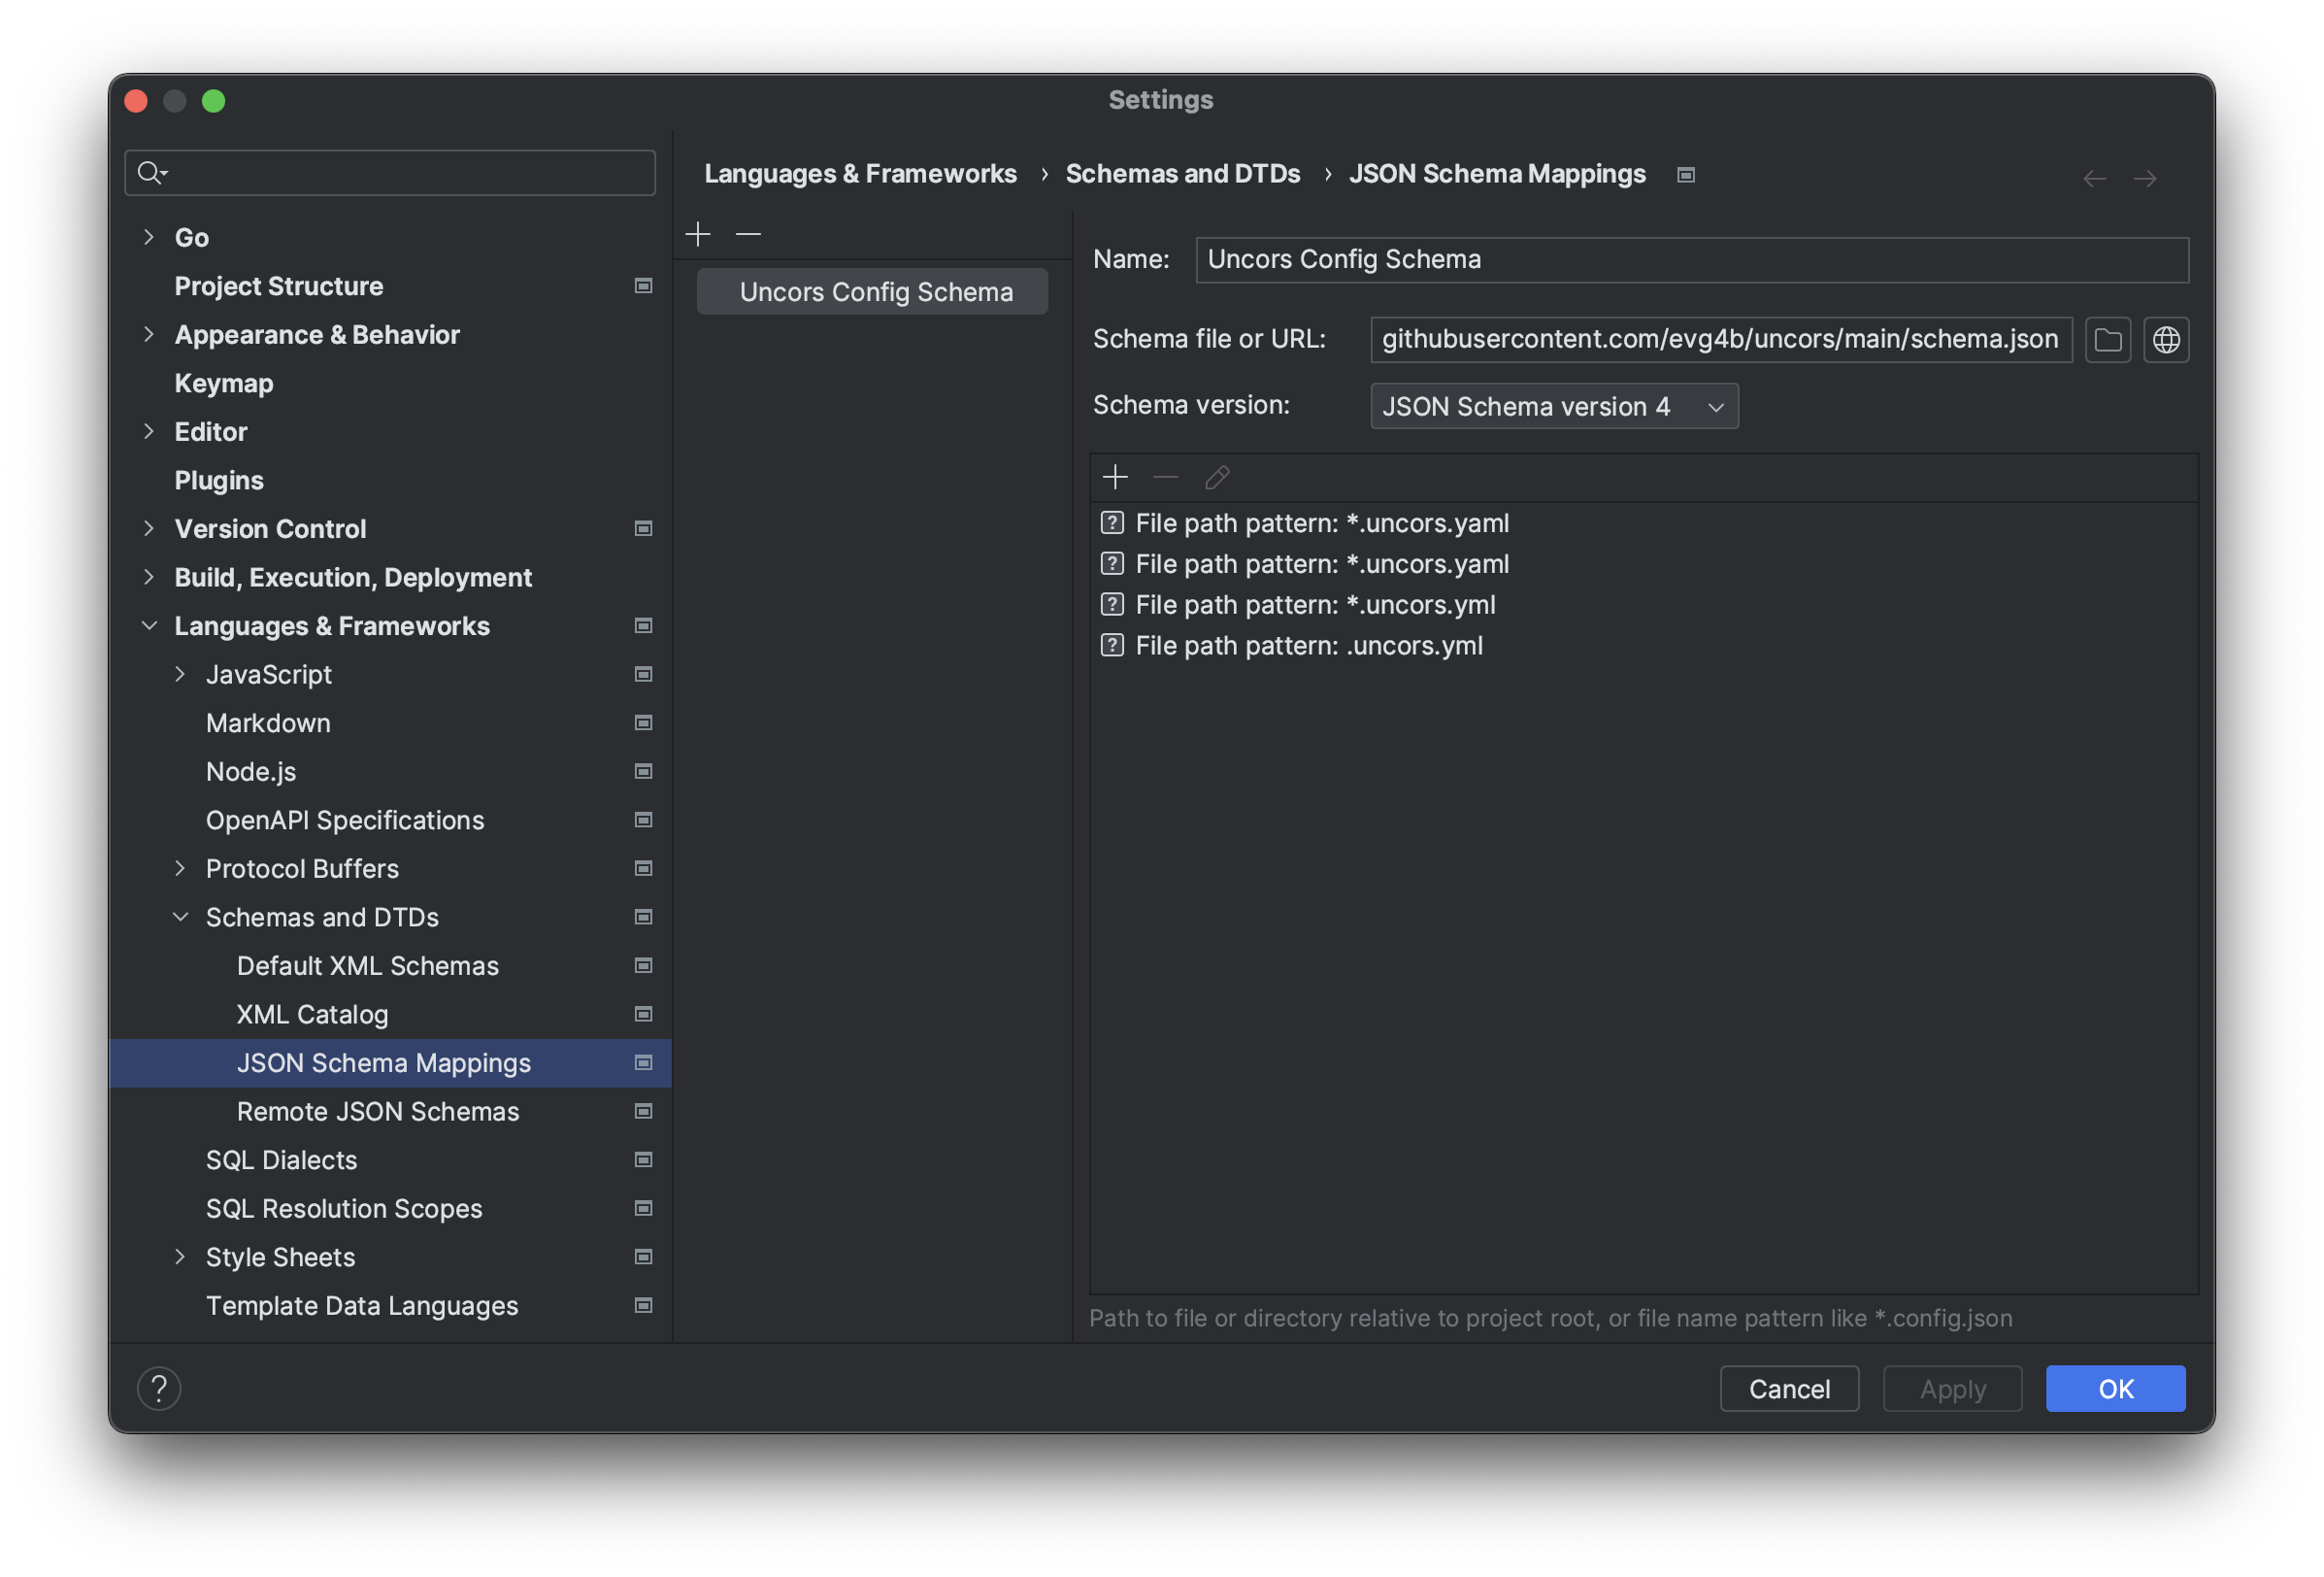 Settings
Go
Project Structure
Appearance & Behavior
Keymap
Editor
Plugins
Version Control
Build, Execution, Deployment
Languages & Frameworks
JavaScript
Markdown
Node.js
OpenAPI Specifications
Protocol Buffers
Schemas and DTDs
Default XML Schemas
XML Catalog
JSON Schema Mappings
Remote JSON Schemas
SQL Dialects
SQL Resolution Scopes
Style Sheets
Template Data Languages
Languages & Frameworks › Schemas and DTDs › JSON Schema Mappings
Uncors Config Schema
Name: Uncors Config Schema
Schema file or URL: githubusercontent.com/evg4b/uncors/main/schema.json
Schema version: JSON Schema version 4
File path pattern: *.uncors.yaml
File path pattern: *.uncors.yaml
File path pattern: *.uncors.yml
File path pattern: .uncors.yml
Path to file or directory relative to project root, or file name pattern like *.config.json
? Cancel Apply OK